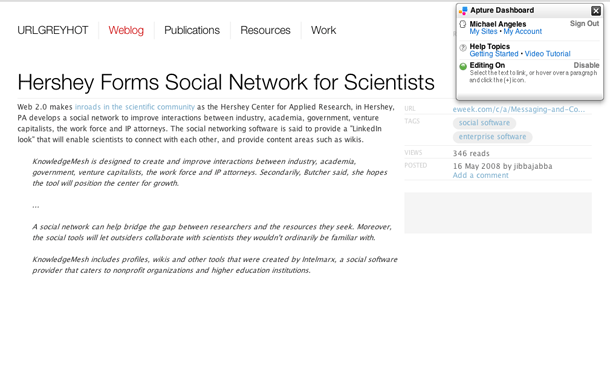 URLGREYHOT
Weblog
Publications
Resources
Work
Apture Dashboard
Michael Angeles
Sign Out
My Sites • My Account
Help Topics
Getting Started • Video Tutorial
Editing On
Disable
Select the text to link, or hover over a paragraph
and click the [+] icon.
Hershey Forms Social Network for Scientists
Web 2.0 makes inroads in the scientific community as the Hershey Center for Applied Research, in Hershey,
PA develops a social network to improve interactions between industry, academia, government, venture
capitalists, the work force and IP attorneys. The social networking software is said to provide a "LinkedIn
look" that will enable scientists to connect with each other, and provide content areas such as wikis.
KnowledgeMesh is designed to create and improve interactions between industry, academia,
government, venture capitalists, the work force and IP attorneys. Secondarily, Butcher said, she hopes
the tool will position the center for growth.
...
A social network can help bridge the gap between researchers and the resources they seek. Moreover,
the social tools will let outsiders collaborate with scientists they wouldn't ordinarily be familiar with.
KnowledgeMesh includes profiles, wikis and other tools that were created by Intelmarx, a social software
provider that caters to nonprofit organizations and higher education institutions.
URL
eweek.com/c/a/Messaging-and-Co...
TAGS
social software
enterprise software
VIEWS
346 reads
POSTED
16 May 2008 by jibbajabba
Add a comment